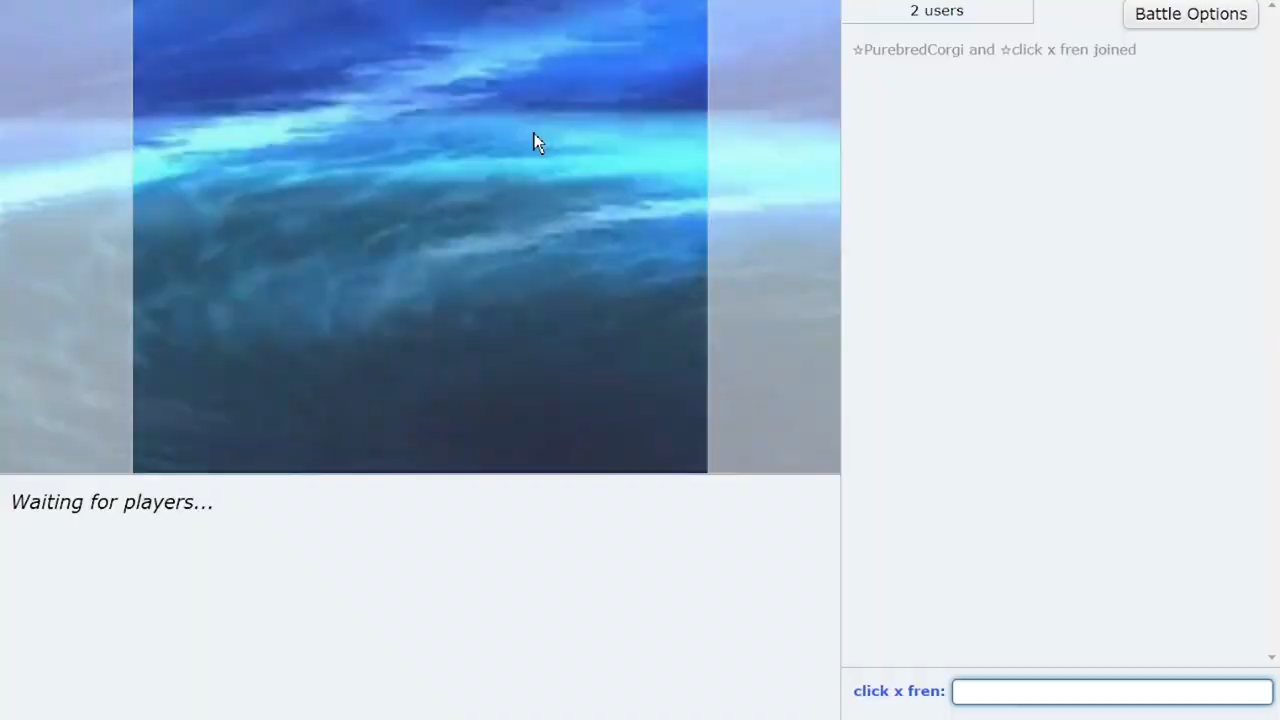 2 users
Battle Options
☆PurebredCorgi and ☆click x fren joined
Waiting for players...
click x fren: